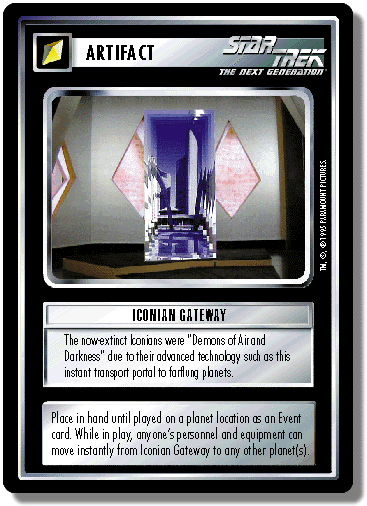 ARTIFACT
STAR
TREK
THE NEXT GENERATION®
TM, ®, © 1995 PARAMOUNT PICTURES.
ICONIAN GATEWAY
The now-extinct Iconians were "Demons of Air and
Darkness" due to their advanced technology such as this
instant transport portal to farflung planets.
Place in hand until played on a planet location as an Event
card. While in play, anyone's personnel and equipment can
move instantly from Iconian Gateway to any other planet(s).